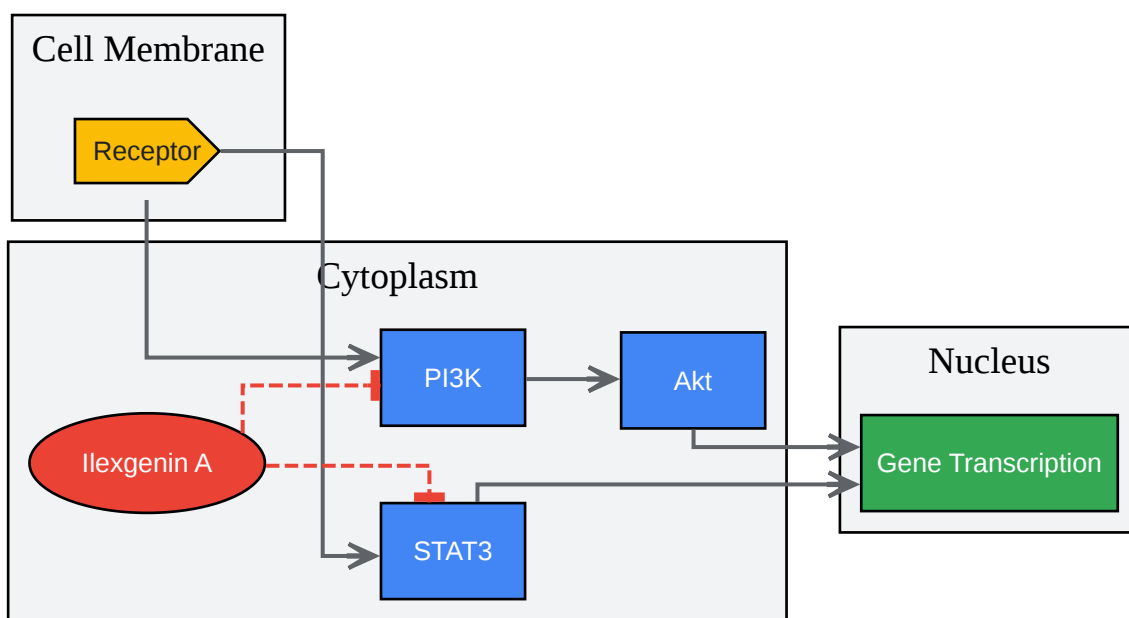 Cell Membrane
Receptor
Cytoplasm
PI3K
Akt
Nucleus
Ilexgenin A
Gene Transcription
STAT3